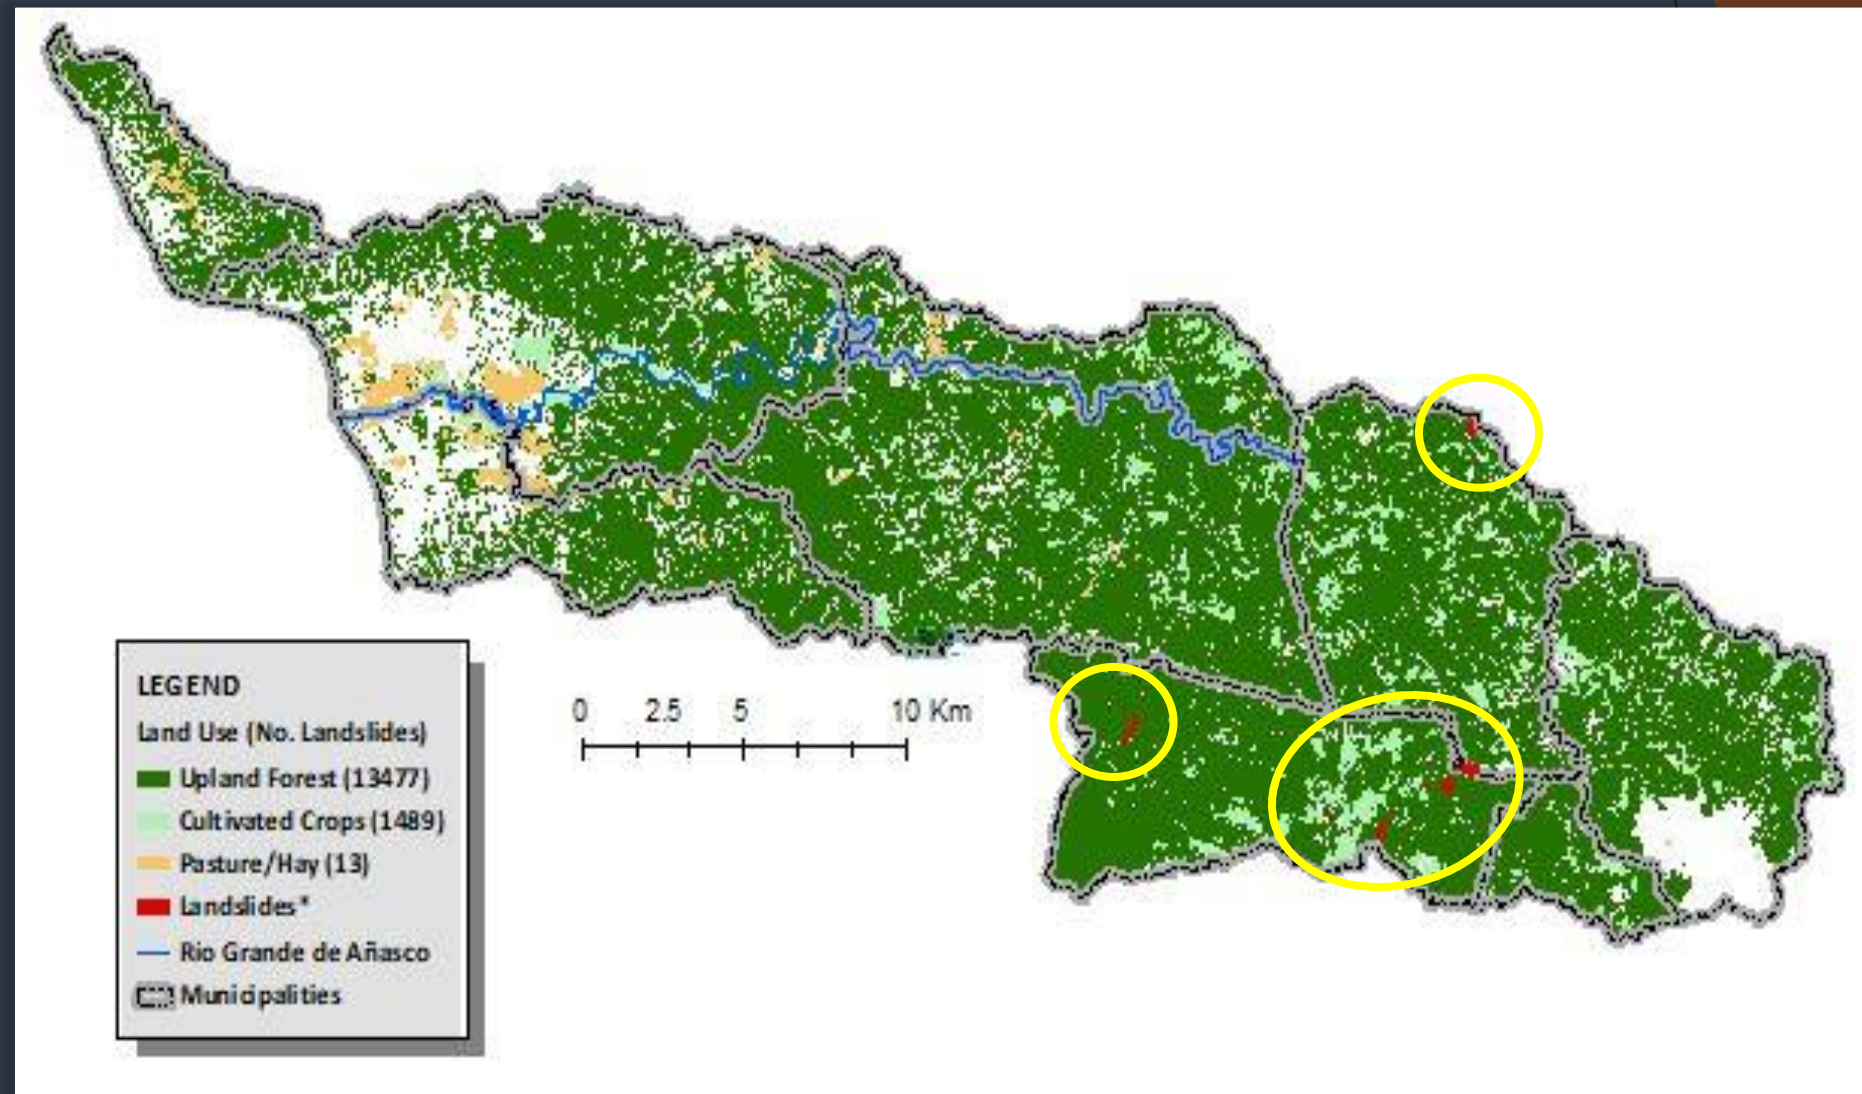 LEGEND
Land Use (No. Landslides)
Upland Forest (13477)
Cultivated Crops (1489)
Pasture/Hay (13)
Landslides*
Rio Grande de Añasco
Municipalities
0 2.5 5 10 Km